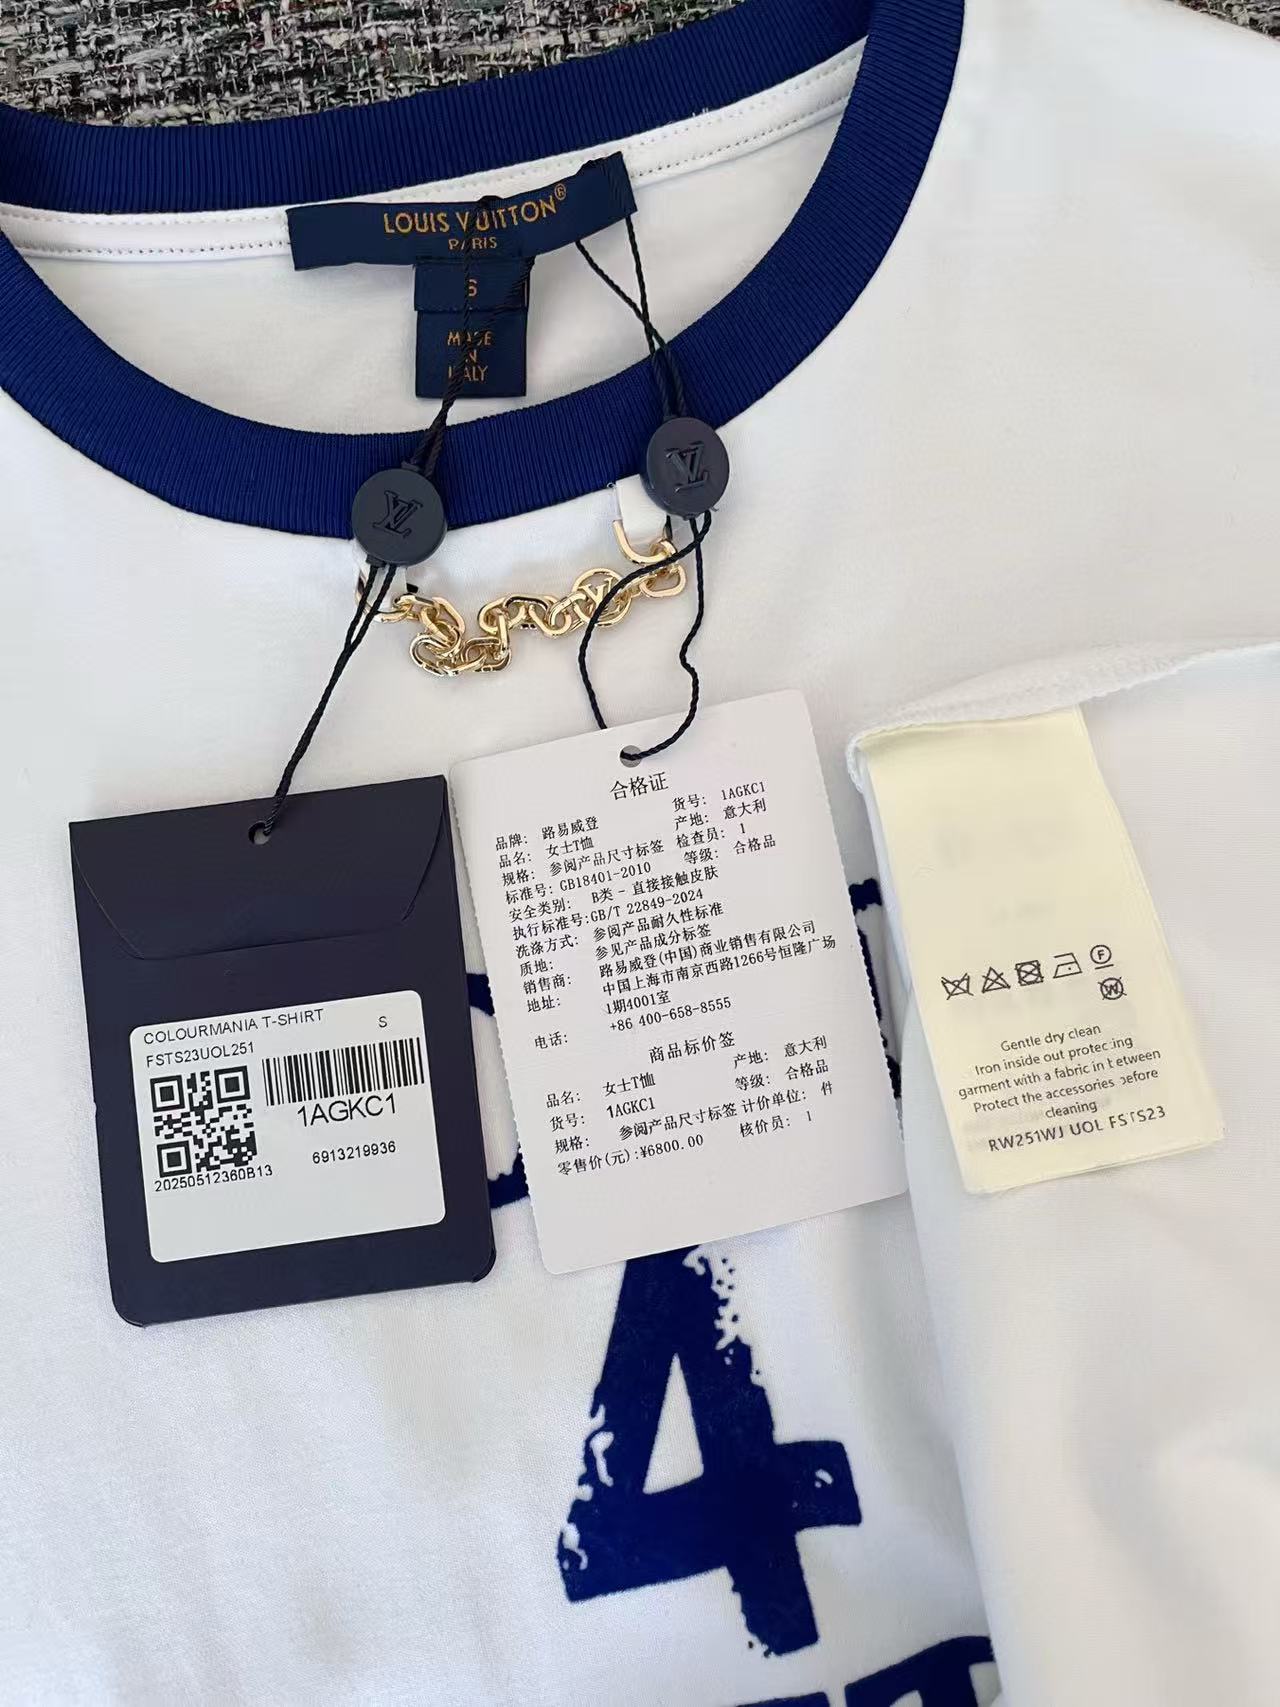 LOUIS VUITTON®
PARIS
S
MADE
IN
ITALY
COLOURMANIA T-SHIRT
S
FSTS23UOL251
1AGKC1
6913219936
20250512360B13
合格证
品牌: 路易威登 货号: 1AGKC1
品名: 女士T恤 产地: 意大利
规格: 参阅产品尺寸标签 检查员: 1
标准号: GB18401-2010 等级: 合格品
安全类别: B类 - 直接接触皮肤
执行标准号:GB/T 22849-2024
洗涤方式: 参阅产品耐久性标准
质地: 参见产品成分标签
销售商: 路易威登(中国)商业销售有限公司
地址: 中国上海市南京西路1266号恒隆广场
1期4001室
电话: +86 400-658-8555
商品标价签
品名: 女士T恤 产地: 意大利
货号: 1AGKC1 等级: 合格品
规格: 参阅产品尺寸标签 计价单位: 件
零售价(元):¥6800.00 核价员: 1
F
W
Gentle dry clean
Iron inside out protecting
garment with a fabric in between
Protect the accessories before
cleaning
RW251WJ UOL FSTS23
4